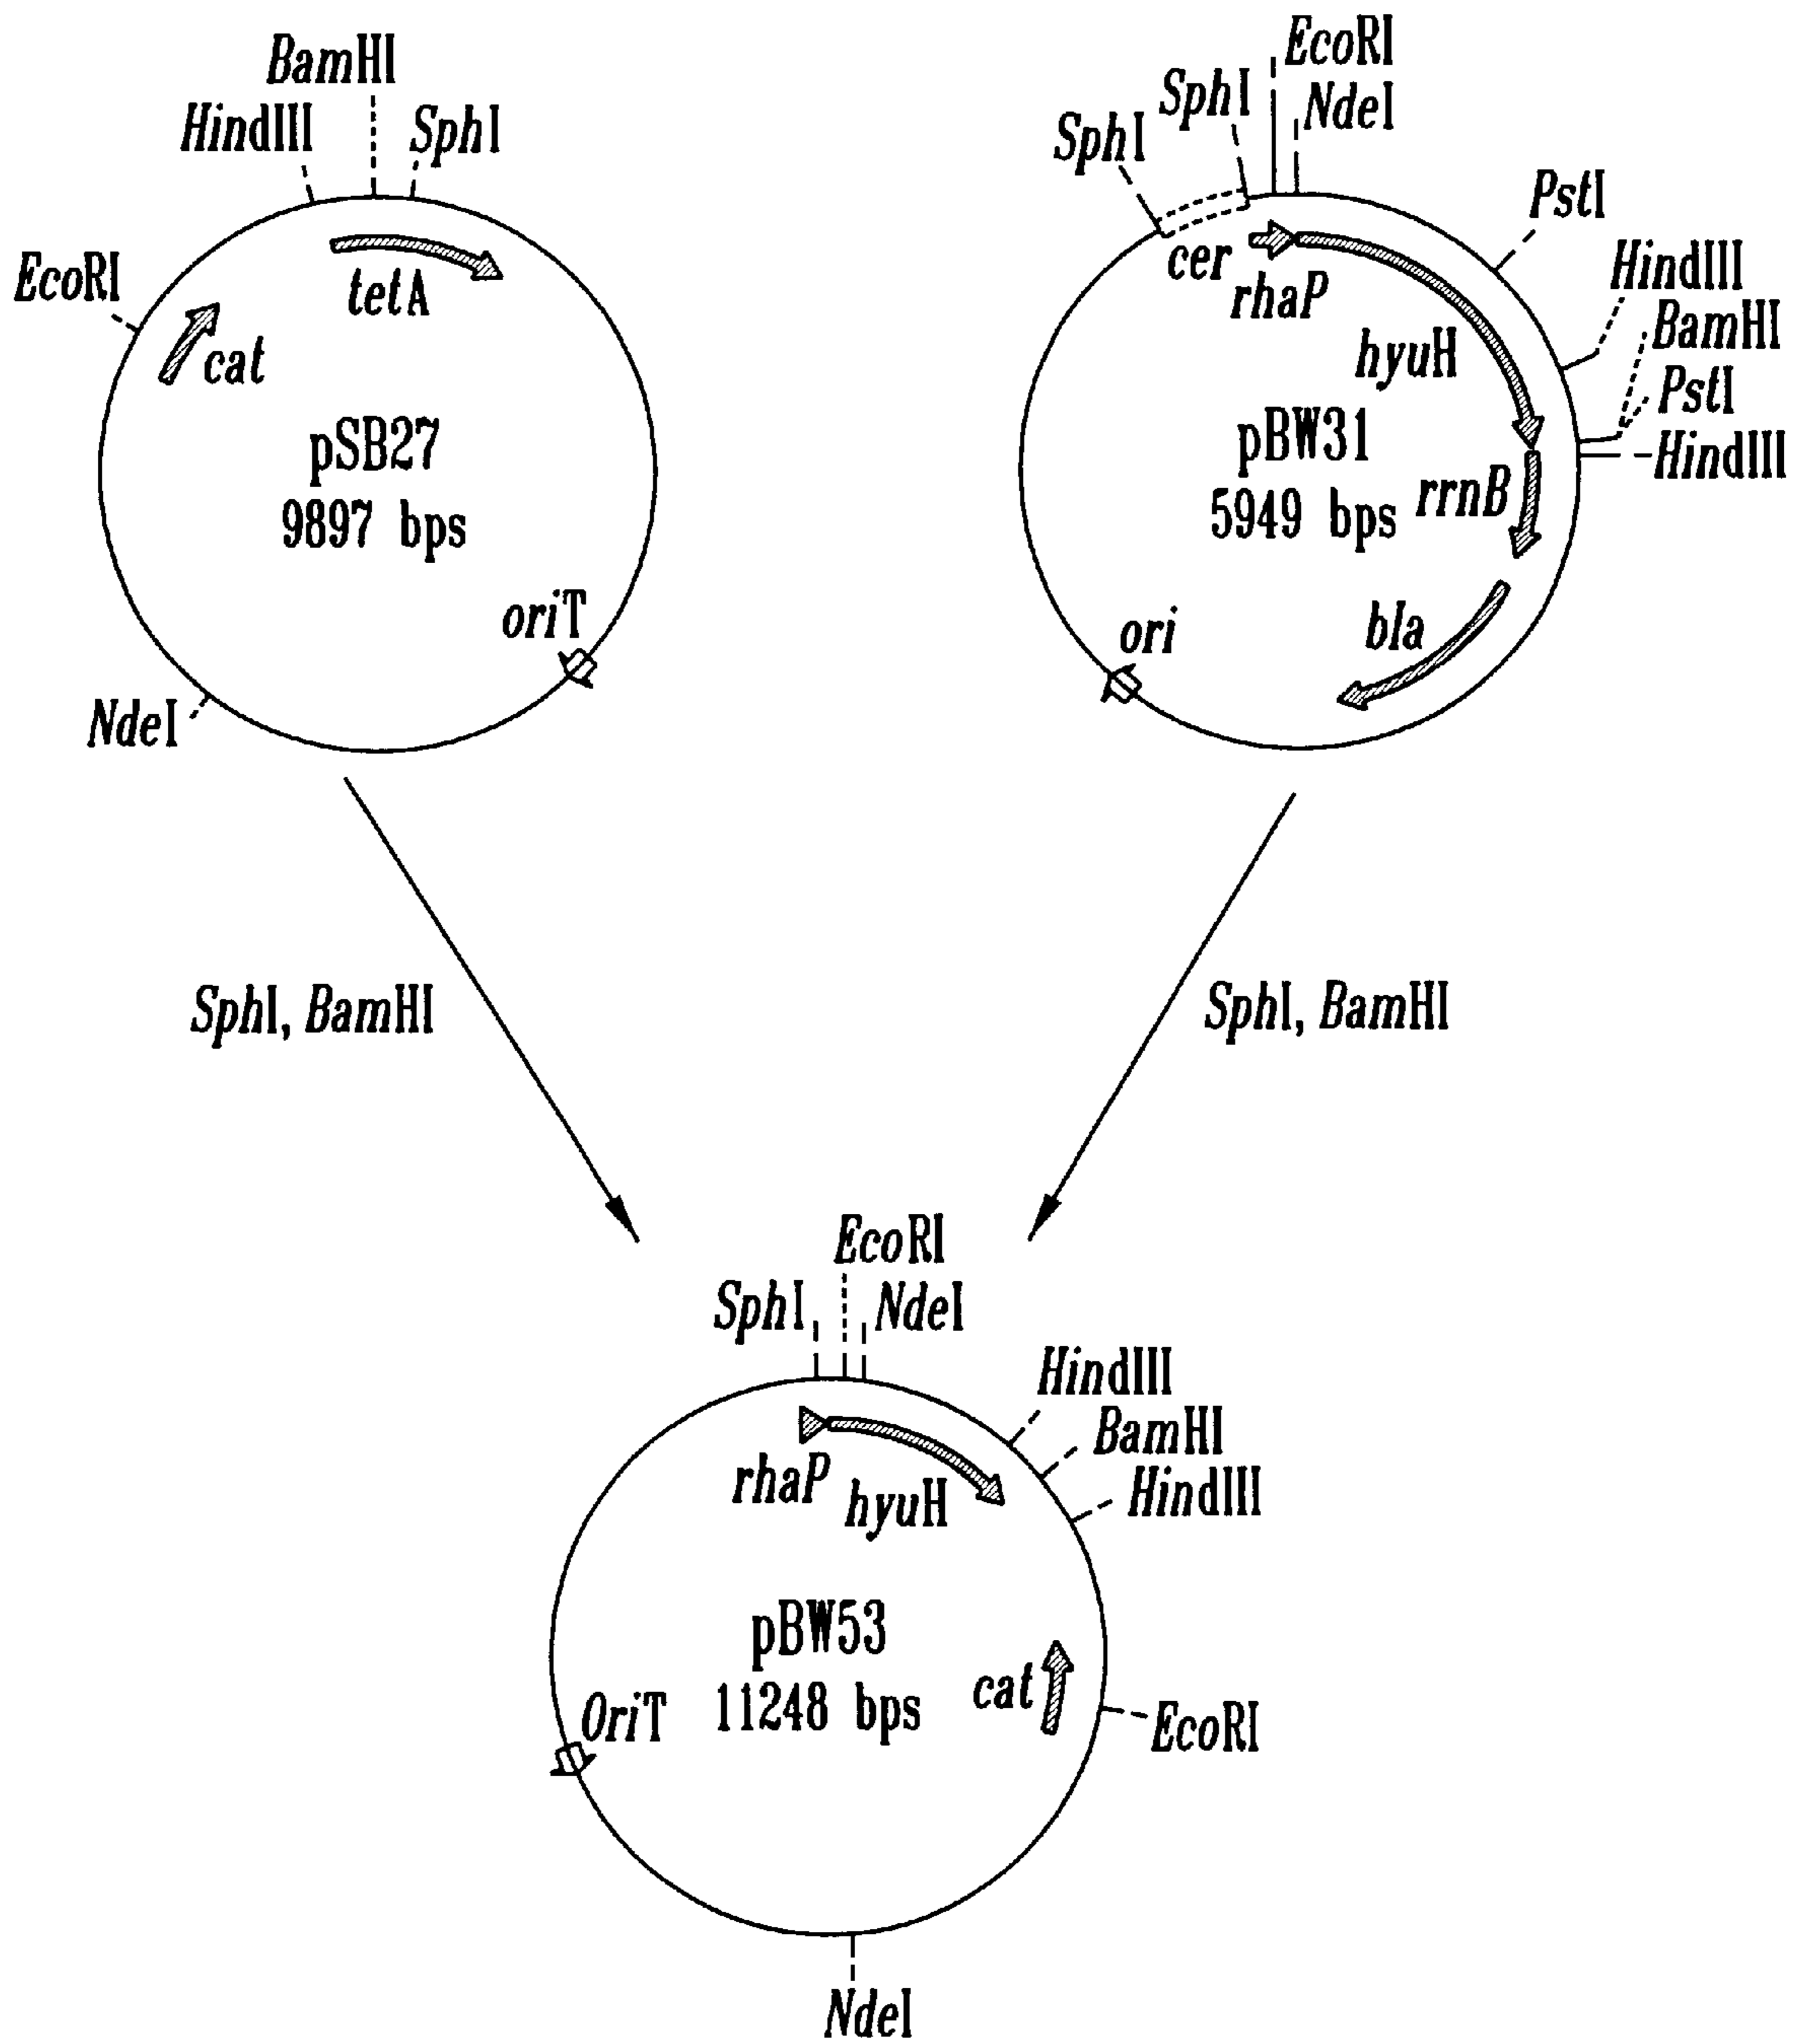 BamHI
HindIII
SphI
EcoRI
tetA
cat
pSB27
9897 bps
oriT
NdeI
EcoRI
SphI
NdeI
SphI
PstI
HindIII
cer
rhaP
BamHI
hyuH
PstI
pBW31
HindIII
5949 bps
rrnB
ori
bla
SphI, BamHI
SphI, BamHI
EcoRI
SphI
NdeI
HindIII
BamHI
rhaP
hyuH
HindIII
pBW53
11248 bps
cat
OriT
EcoRI
NdeI